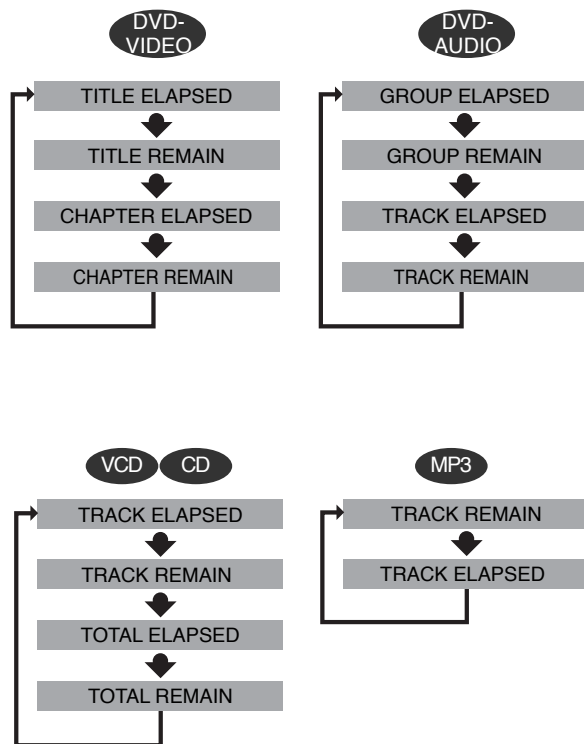 DVD-
VIDEO
TITLE ELAPSED
TITLE REMAIN
CHAPTER ELAPSED
CHAPTER REMAIN
DVD-
AUDIO
GROUP ELAPSED
GROUP REMAIN
TRACK ELAPSED
TRACK REMAIN
VCD CD
TRACK ELAPSED
TRACK REMAIN
TOTAL ELAPSED
TOTAL REMAIN
MP3
TRACK REMAIN
TRACK ELAPSED